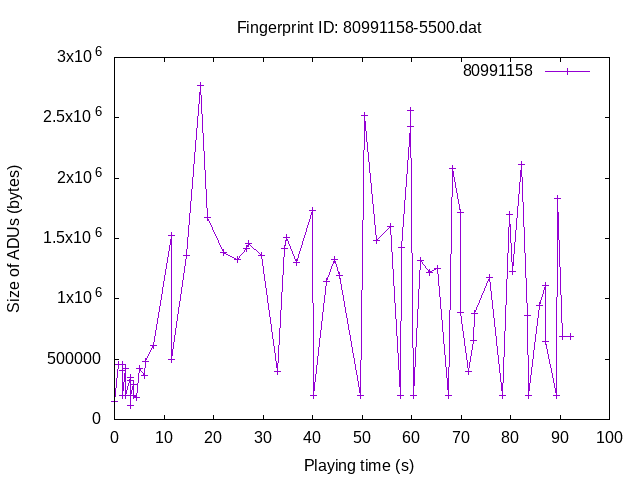 Fingerprint ID: 80991158-5500.dat
80991158
3x10^6
2.5x10^6
2x10^6
1.5x10^6
1x10^6
500000
0
Size of ADUs (bytes)
0 10 20 30 40 50 60 70 80 90 100
Playing time (s)